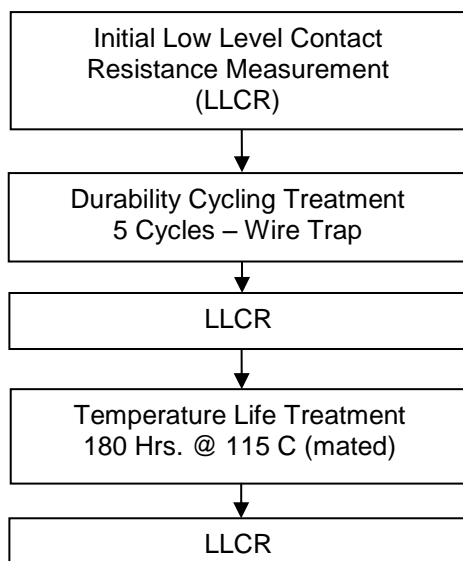 Initial Low Level Contact
Resistance Measurement
(LLCR)
Durability Cycling Treatment
5 Cycles – Wire Trap
LLCR
Temperature Life Treatment
180 Hrs. @ 115 C (mated)
LLCR